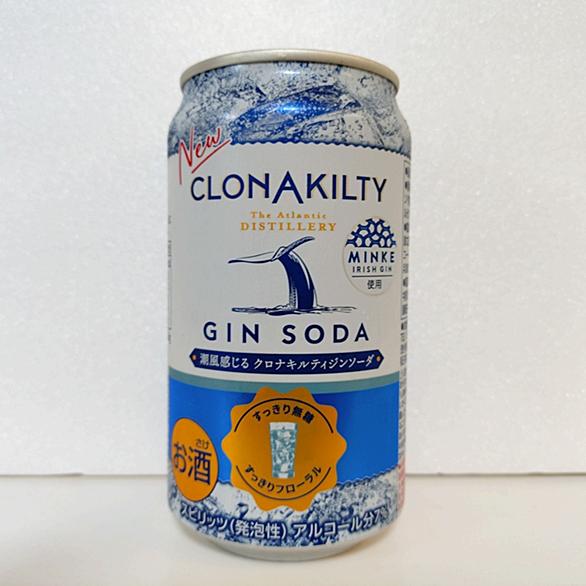 New
CLONAKILTY
The Atlantic
DISTILLERY
MINKE
IRISH GIN
使用
GIN SODA
潮風感じる クロナキルティジンソーダ
すっきり無糖
すっきりフローラル
さけ
お酒
スピリッツ(発泡性) アルコール分7%